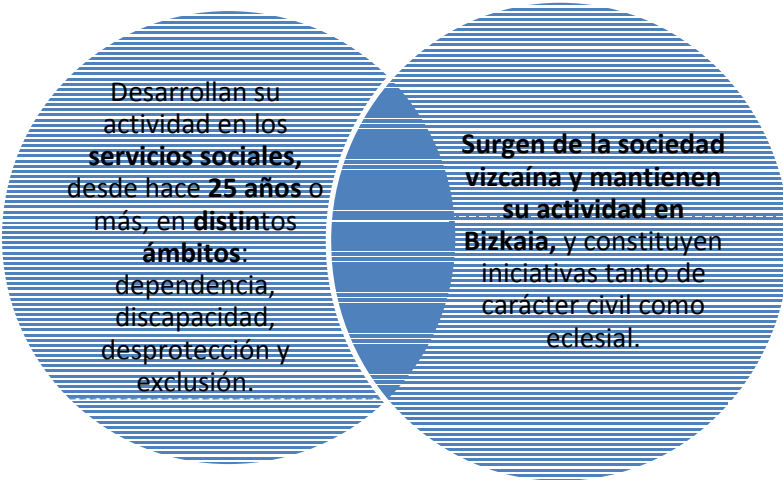 Desarrollan su
actividad en los
servicios sociales,
desde hace 25 años o
más, en distintos
ámbitos:
dependencia,
discapacidad,
desprotección y
exclusión.
Surgen de la sociedad
vizcaína y mantienen
su actividad en
Bizkaia, y constituyen
iniciativas tanto de
carácter civil como
eclesial.